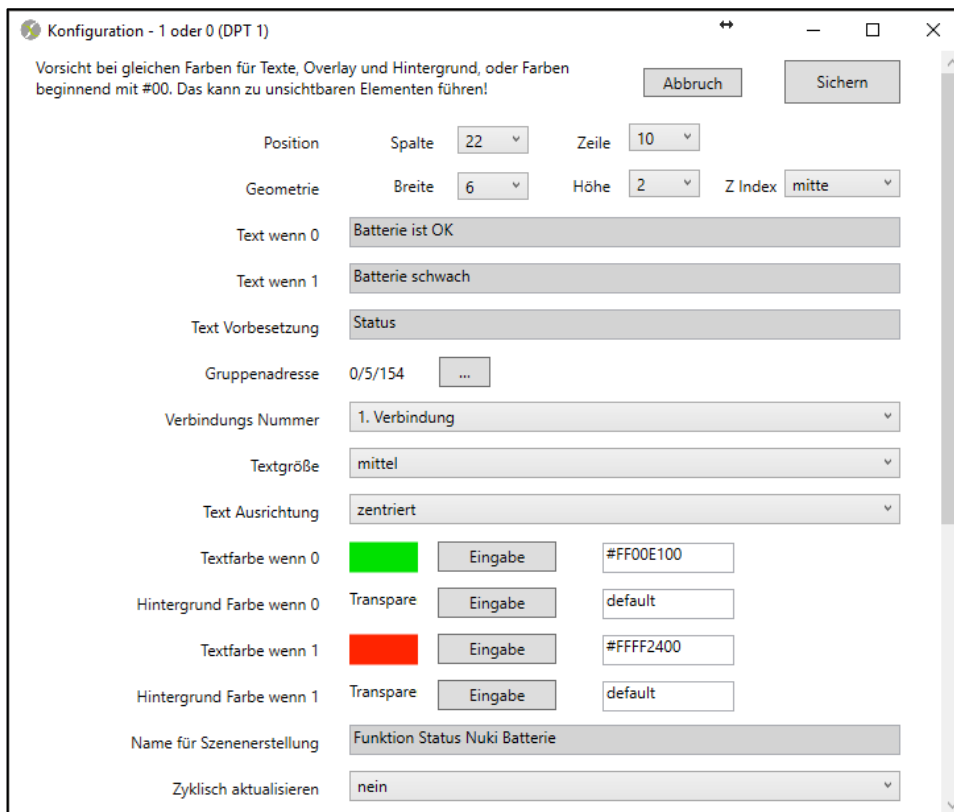 Konfiguration - 1 oder 0 (DPT 1)
Vorsicht bei gleichen Farben für Texte, Overlay und Hintergrund, oder Farben
beginnend mit #00. Das kann zu unsichtbaren Elementen führen!
Abbruch
Sichern
Position Spalte 22 Zeile 10
Geometrie Breite 6 Höhe 2 Z Index mitte
Text wenn 0 Batterie ist OK
Text wenn 1 Batterie schwach
Text Vorbesetzung Status
Gruppenadresse 0/5/154 ...
Verbindungs Nummer 1. Verbindung
Textgröße mittel
Text Ausrichtung zentriert
Textfarbe wenn 0 Eingabe #FF00E100
Hintergrund Farbe wenn 0 Transpare Eingabe default
Textfarbe wenn 1 Eingabe #FFFF2400
Hintergrund Farbe wenn 1 Transpare Eingabe default
Name für Szenenerstellung Funktion Status Nuki Batterie
Zyklisch aktualisieren nein